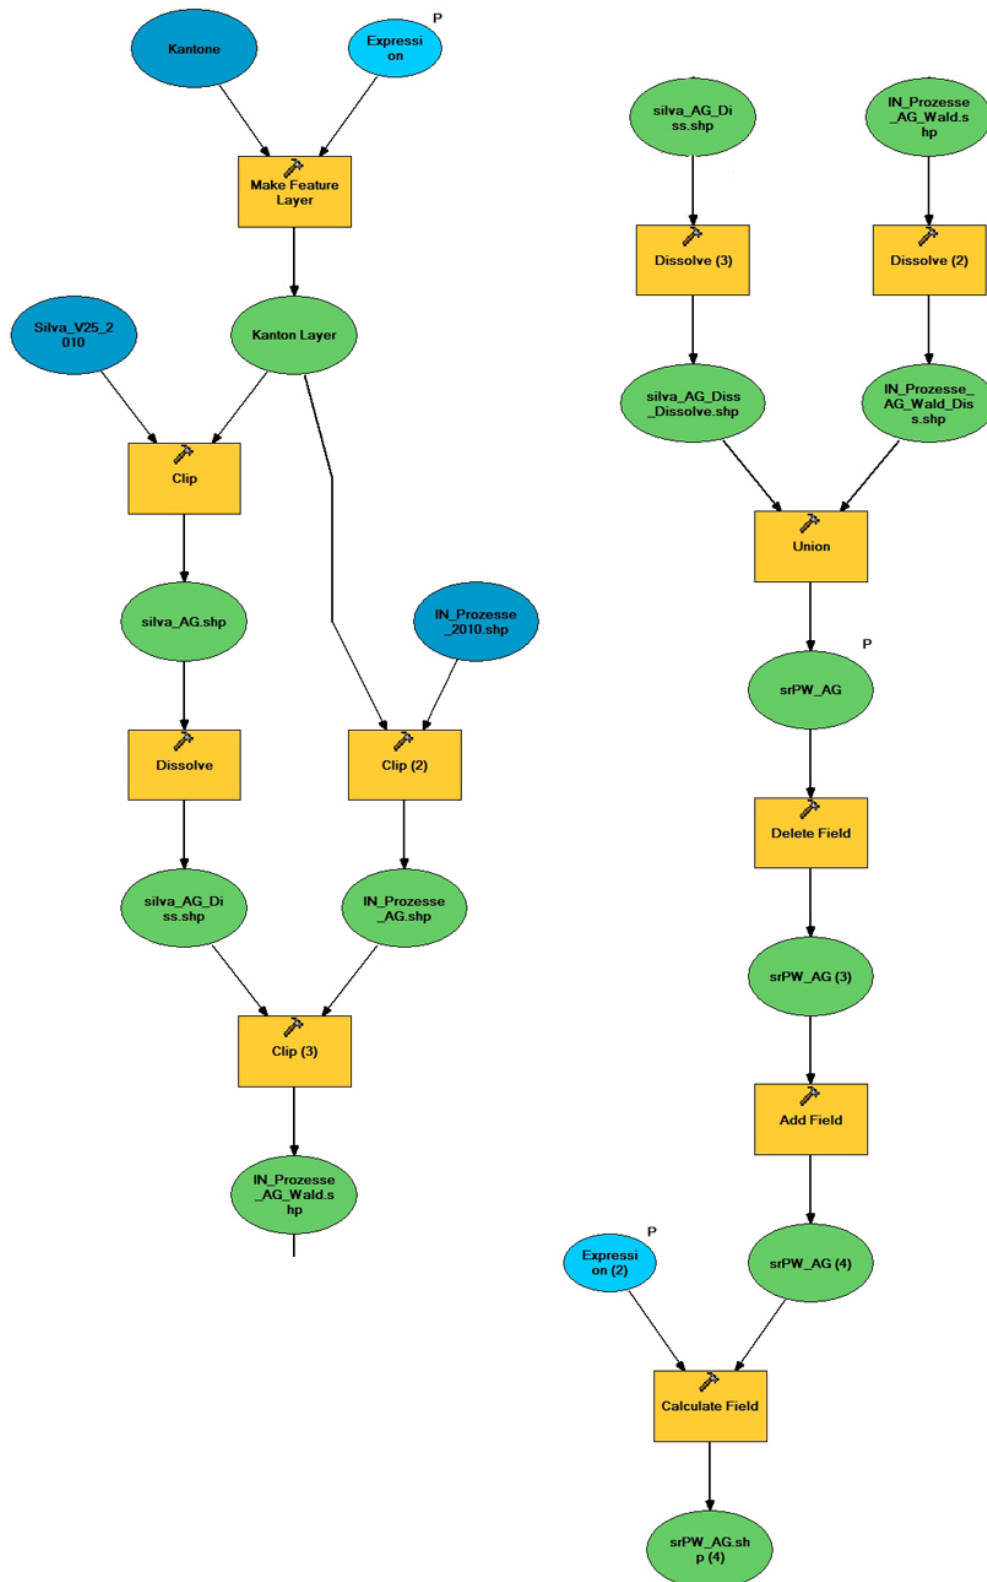 Kantone
P
Expressi
on
Make Feature
Layer
Silva_V25_2
010
Kanton Layer
Clip
silva_AG.shp
IN_Prozesse
_2010.shp
Dissolve
Clip (2)
silva_AG_Di
ss.shp
IN_Prozesse
_AG.shp
Clip (3)
IN_Prozesse
_AG_Wald.s
hp
silva_AG_Di
ss.shp
IN_Prozesse
_AG_Wald.s
hp
Dissolve (3)
Dissolve (2)
silva_AG_Diss
_Dissolve.shp
IN_Prozesse_
AG_Wald_Dis
s.shp
Union
P
srPW_AG
Delete Field
srPW_AG (3)
Add Field
P
Expressi
on (2)
srPW_AG (4)
Calculate Field
srPW_AG.sh
p (4)